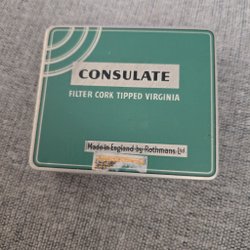 CONSULATE
FILTER CORK TIPPED VIRGINIA
Made in England by Rothmans Ltd